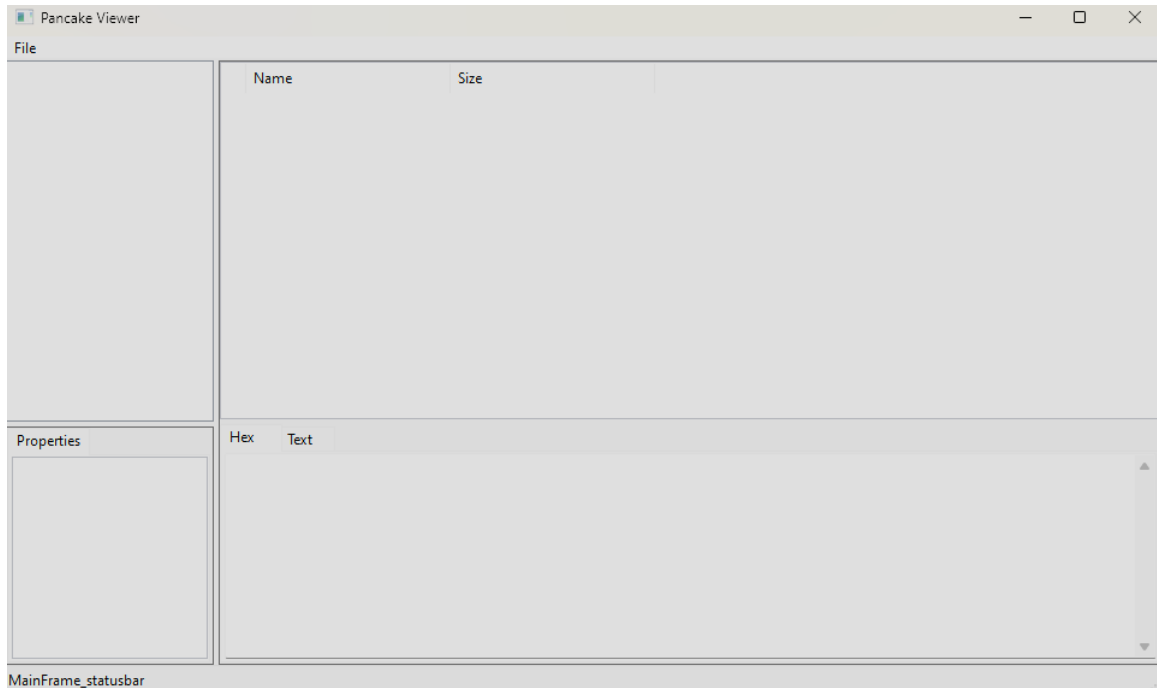 Pancake Viewer
File
Name Size
Properties
Hex Text
MainFrame_statusbar